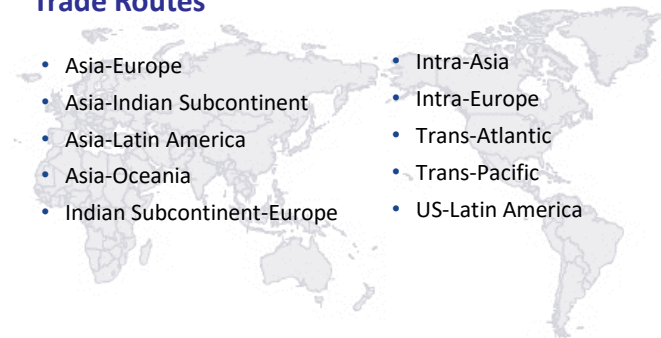 Trade Routes
• Asia-Europe
• Asia-Indian Subcontinent
• Asia-Latin America
• Asia-Oceania
• Indian Subcontinent-Europe
• Intra-Asia
• Intra-Europe
• Trans-Atlantic
• Trans-Pacific
• US-Latin America